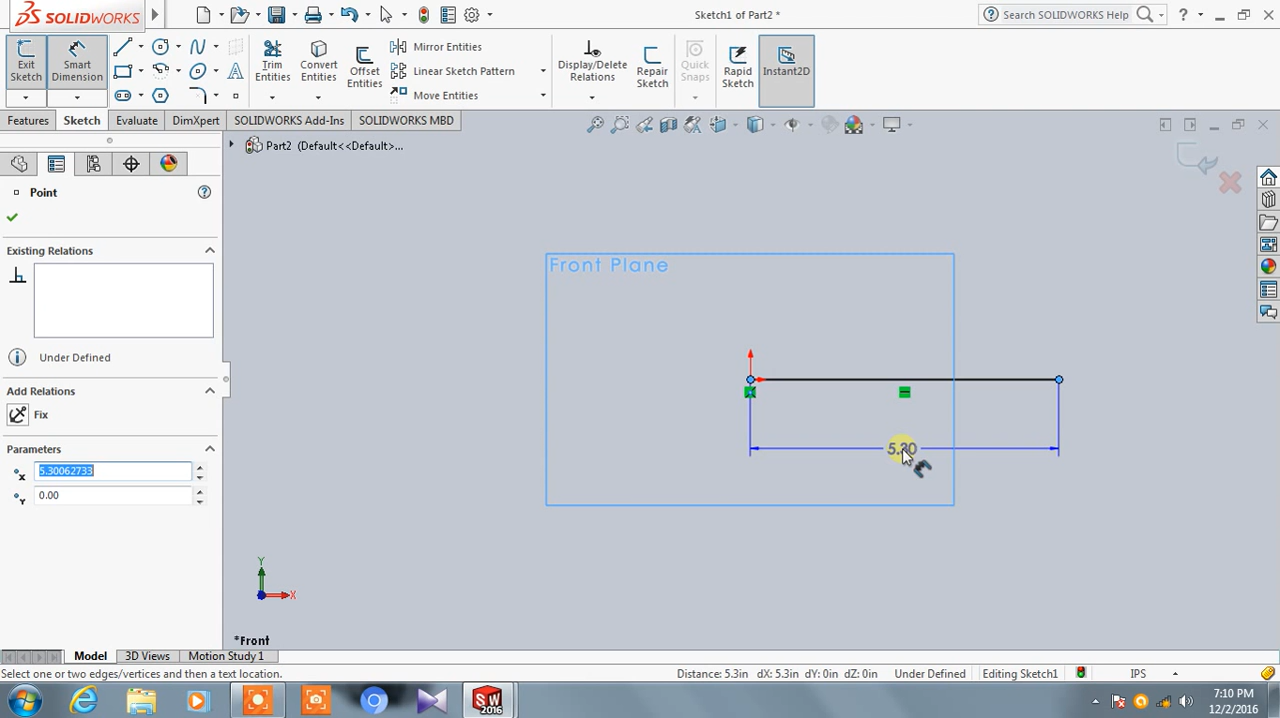 SOLIDWORKS
Sketch1 of Part2 *
Search SOLIDWORKS Help
?
Exit Sketch
Smart Dimension
Trim Entities
Convert Entities
Offset Entities
Mirror Entities
Linear Sketch Pattern
Move Entities
Display/Delete Relations
Repair Sketch
Quick Snaps
Rapid Sketch
Instant2D
Features
Sketch
Evaluate
DimXpert
SOLIDWORKS Add-Ins
SOLIDWORKS MBD
Part2 (Default<<Default>...
Point
Existing Relations
Under Defined
Add Relations
Fix
Parameters
5.30062733
0.00
Front Plane
5.30
Y
X
*Front
Model
3D Views
Motion Study 1
Select one or two edges/vertices and then a text location.
Distance: 5.3in dX: 5.3in dY: 0in dZ: 0in
Under Defined
Editing Sketch1
IPS
SW 2016
7:10 PM
12/2/2016